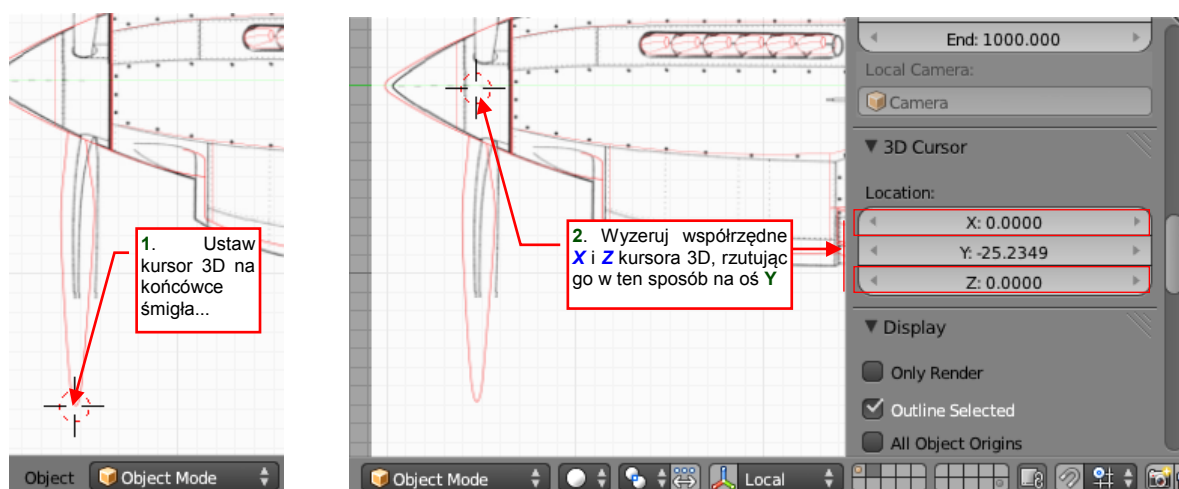 1. Ustaw
kursor 3D na
końcówce
śmigła...
Object
Object Mode
2. Wyzeruj współrzędne
X i Z kursora 3D, rzutując
go w ten sposób na oś Y
Object Mode
Local
End: 1000.000
Local Camera:
Camera
3D Cursor
Location:
X: 0.0000
Y: -25.2349
Z: 0.0000
Display
Only Render
Outline Selected
All Object Origins